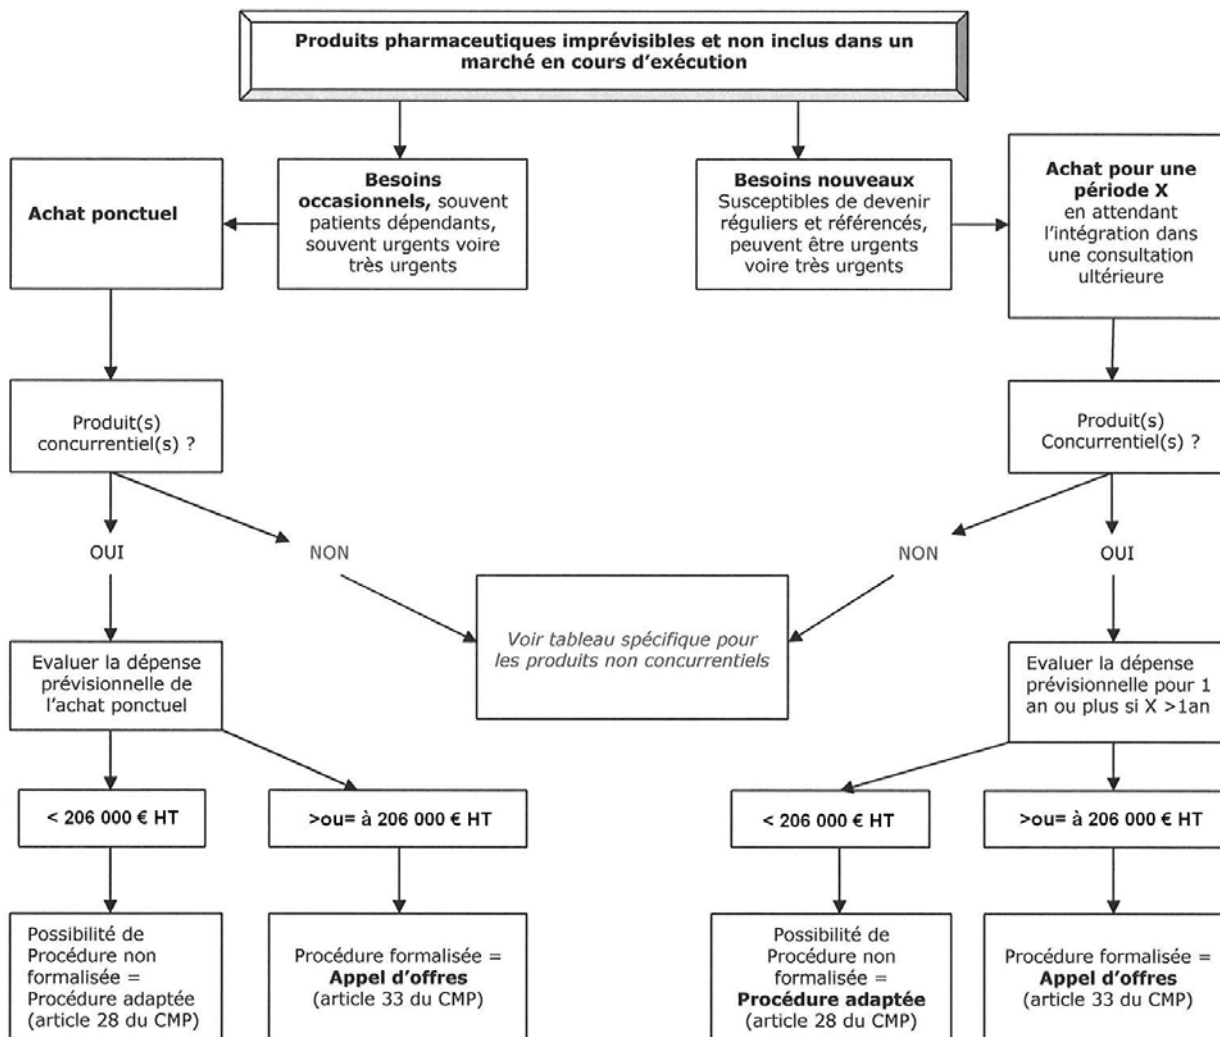 Produits pharmaceutiques imprévisibles et non inclus dans un
marché en cours d'exécution
Achat ponctuel
Besoins
occasionnels, souvent
patients dépendants,
souvent urgents voire
très urgents
Besoins nouveaux
Susceptibles de devenir
réguliers et référencés,
peuvent être urgents
voire très urgents
Achat pour une
période X
en attendant
l'intégration dans
une consultation
ultérieure
Produit(s)
concurrentiel(s) ?
Produit(s)
Concurrentiel(s) ?
OUI
NON
NON
OUI
Voir tableau spécifique pour
les produits non concurrentiels
Evaluer la dépense
prévisionnelle de
l'achat ponctuel
Evaluer la dépense
prévisionnelle pour 1
an ou plus si X >1an
< 206 000 € HT
>ou= à 206 000 € HT
< 206 000 € HT
>ou= à 206 000 € HT
Possibilité de
Procédure non
formalisée =
Procédure adaptée
(article 28 du CMP)
Procédure formalisée =
Appel d'offres
(article 33 du CMP)
Possibilité de
Procédure non
formalisée =
Procédure adaptée
(article 28 du CMP)
Procédure formalisée =
Appel d'offres
(article 33 du CMP)